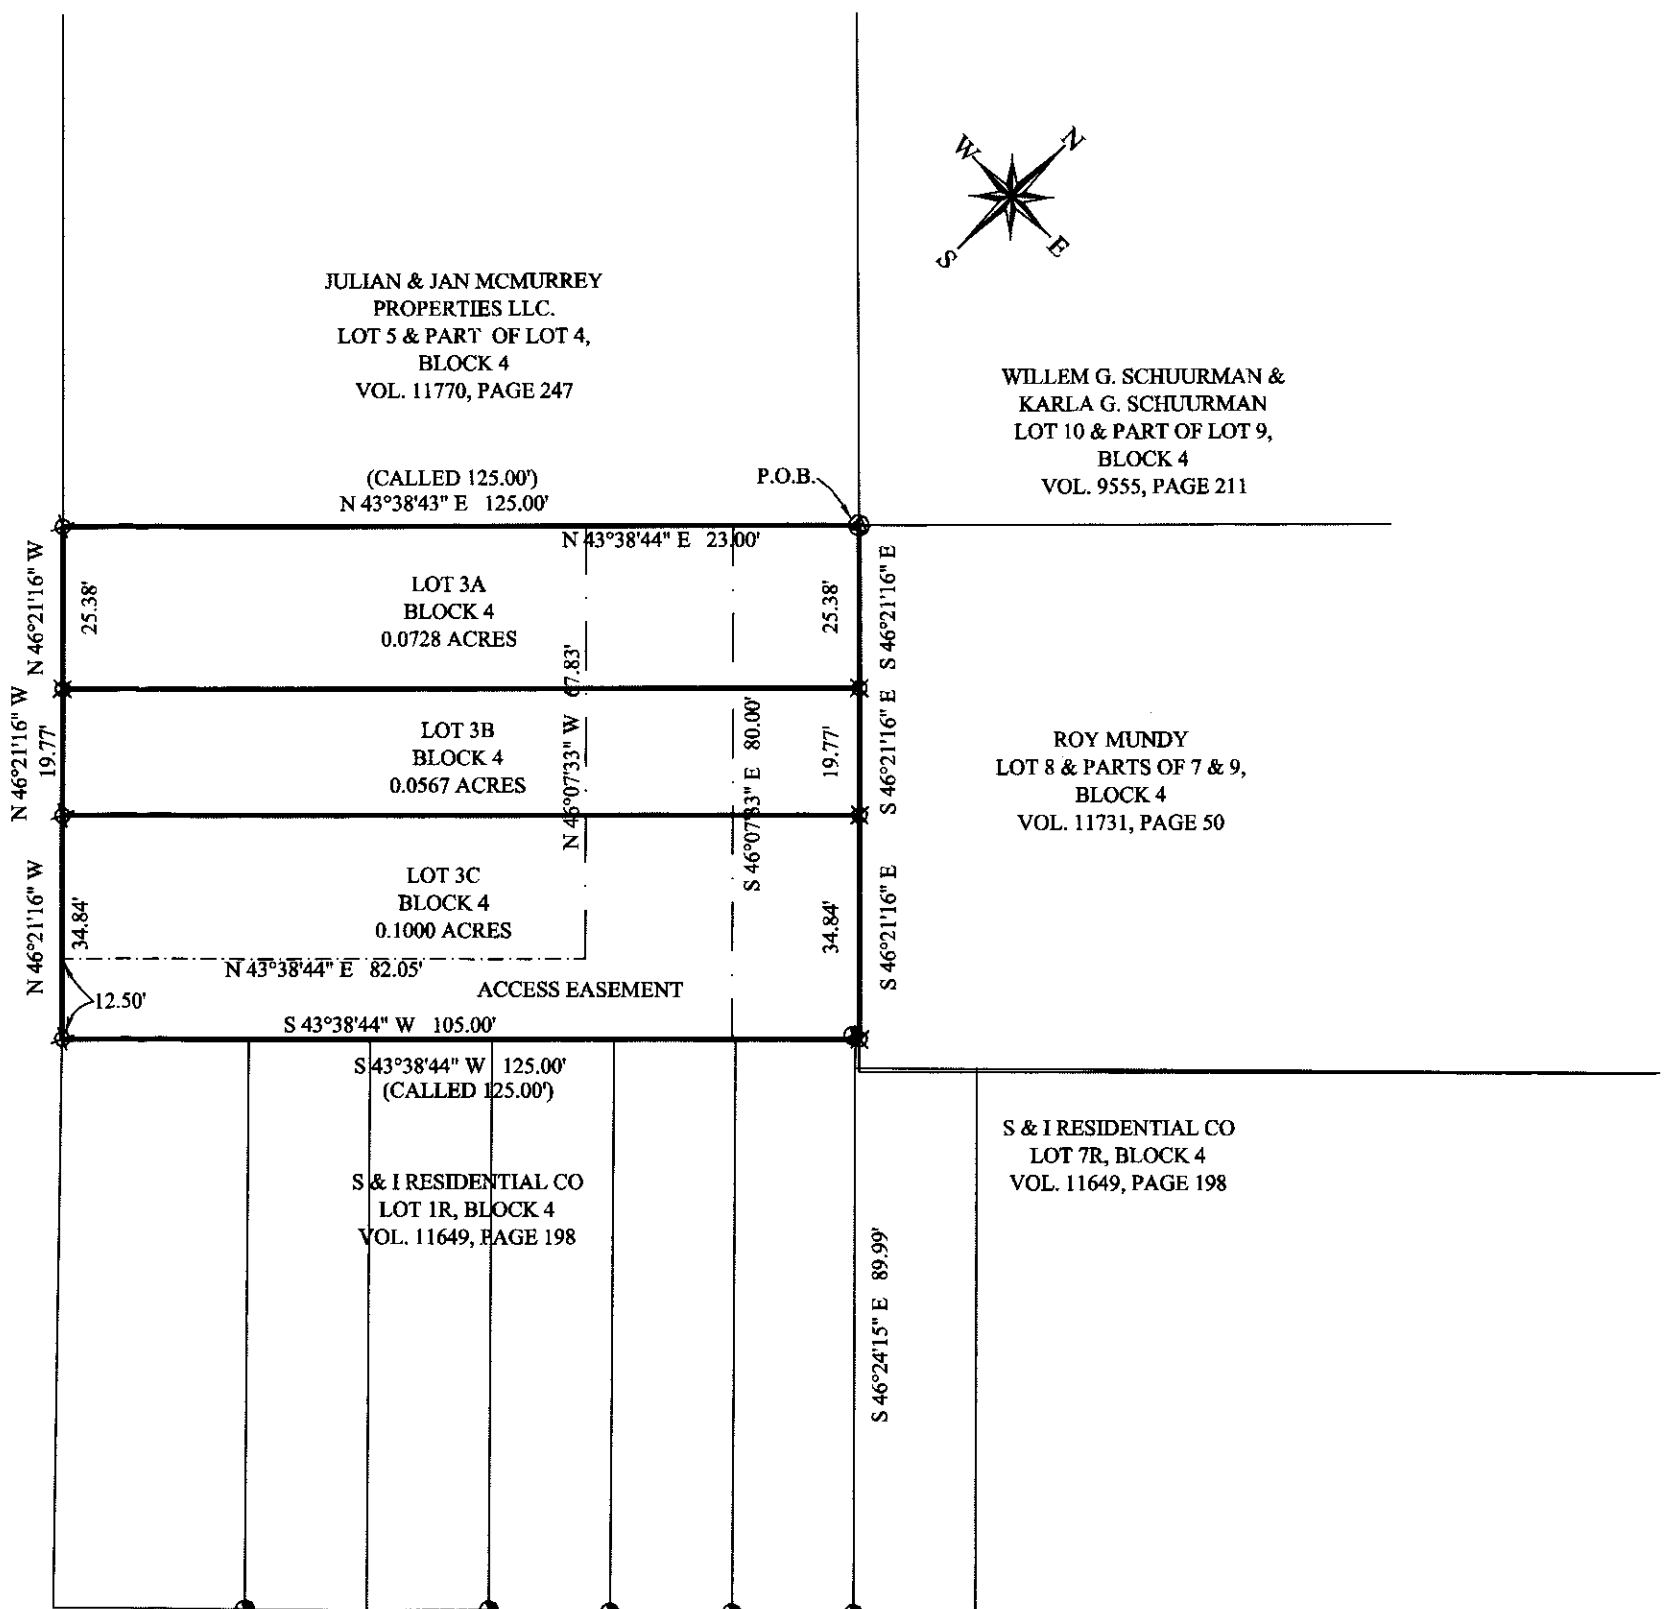 W
N
S
E
JULIAN & JAN MCMURREY
PROPERTIES LLC.
LOT 5 & PART OF LOT 4,
BLOCK 4
VOL. 11770, PAGE 247
WILLEM G. SCHUURMAN &
KARLA G. SCHUURMAN
LOT 10 & PART OF LOT 9,
BLOCK 4
VOL. 9555, PAGE 211
(CALLED 125.00')
N 43°38'43" E 125.00'
P.O.B.
N 43°38'44" E 23.00'
N 46°21'16" W
25.38'
LOT 3A
BLOCK 4
0.0728 ACRES
25.38'
S 46°21'16" E
N 46°07'33" W 67.83'
S 46°07'33" E 80.00'
N 46°21'16" W
19.77'
LOT 3B
BLOCK 4
0.0567 ACRES
19.77'
S 46°21'16" E
ROY MUNDY
LOT 8 & PARTS OF 7 & 9,
BLOCK 4
VOL. 11731, PAGE 50
N 46°21'16" W
34.84'
LOT 3C
BLOCK 4
0.1000 ACRES
34.84'
S 46°21'16" E
N 43°38'44" E 82.05'
12.50'
ACCESS EASEMENT
S 43°38'44" W 105.00'
S 43°38'44" W 125.00'
(CALLED 125.00')
S & I RESIDENTIAL CO
LOT 1R, BLOCK 4
VOL. 11649, PAGE 198
S & I RESIDENTIAL CO
LOT 7R, BLOCK 4
VOL. 11649, PAGE 198
S 46°24'15" E 89.99'